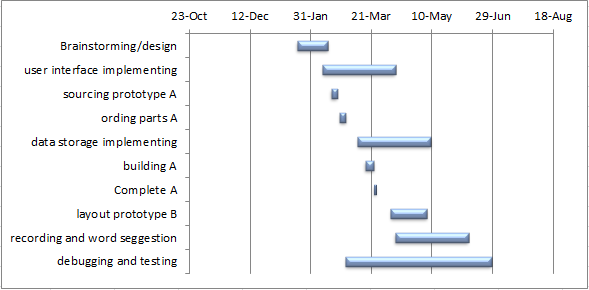 23-Oct 12-Dec 31-Jan 21-Mar 10-May 29-Jun 18-Aug
Brainstorming/design
user interface implementing
sourcing prototype A
ording parts A
data storage implementing
building A
Complete A
layout prototype B
recording and word seggestion
debugging and testing